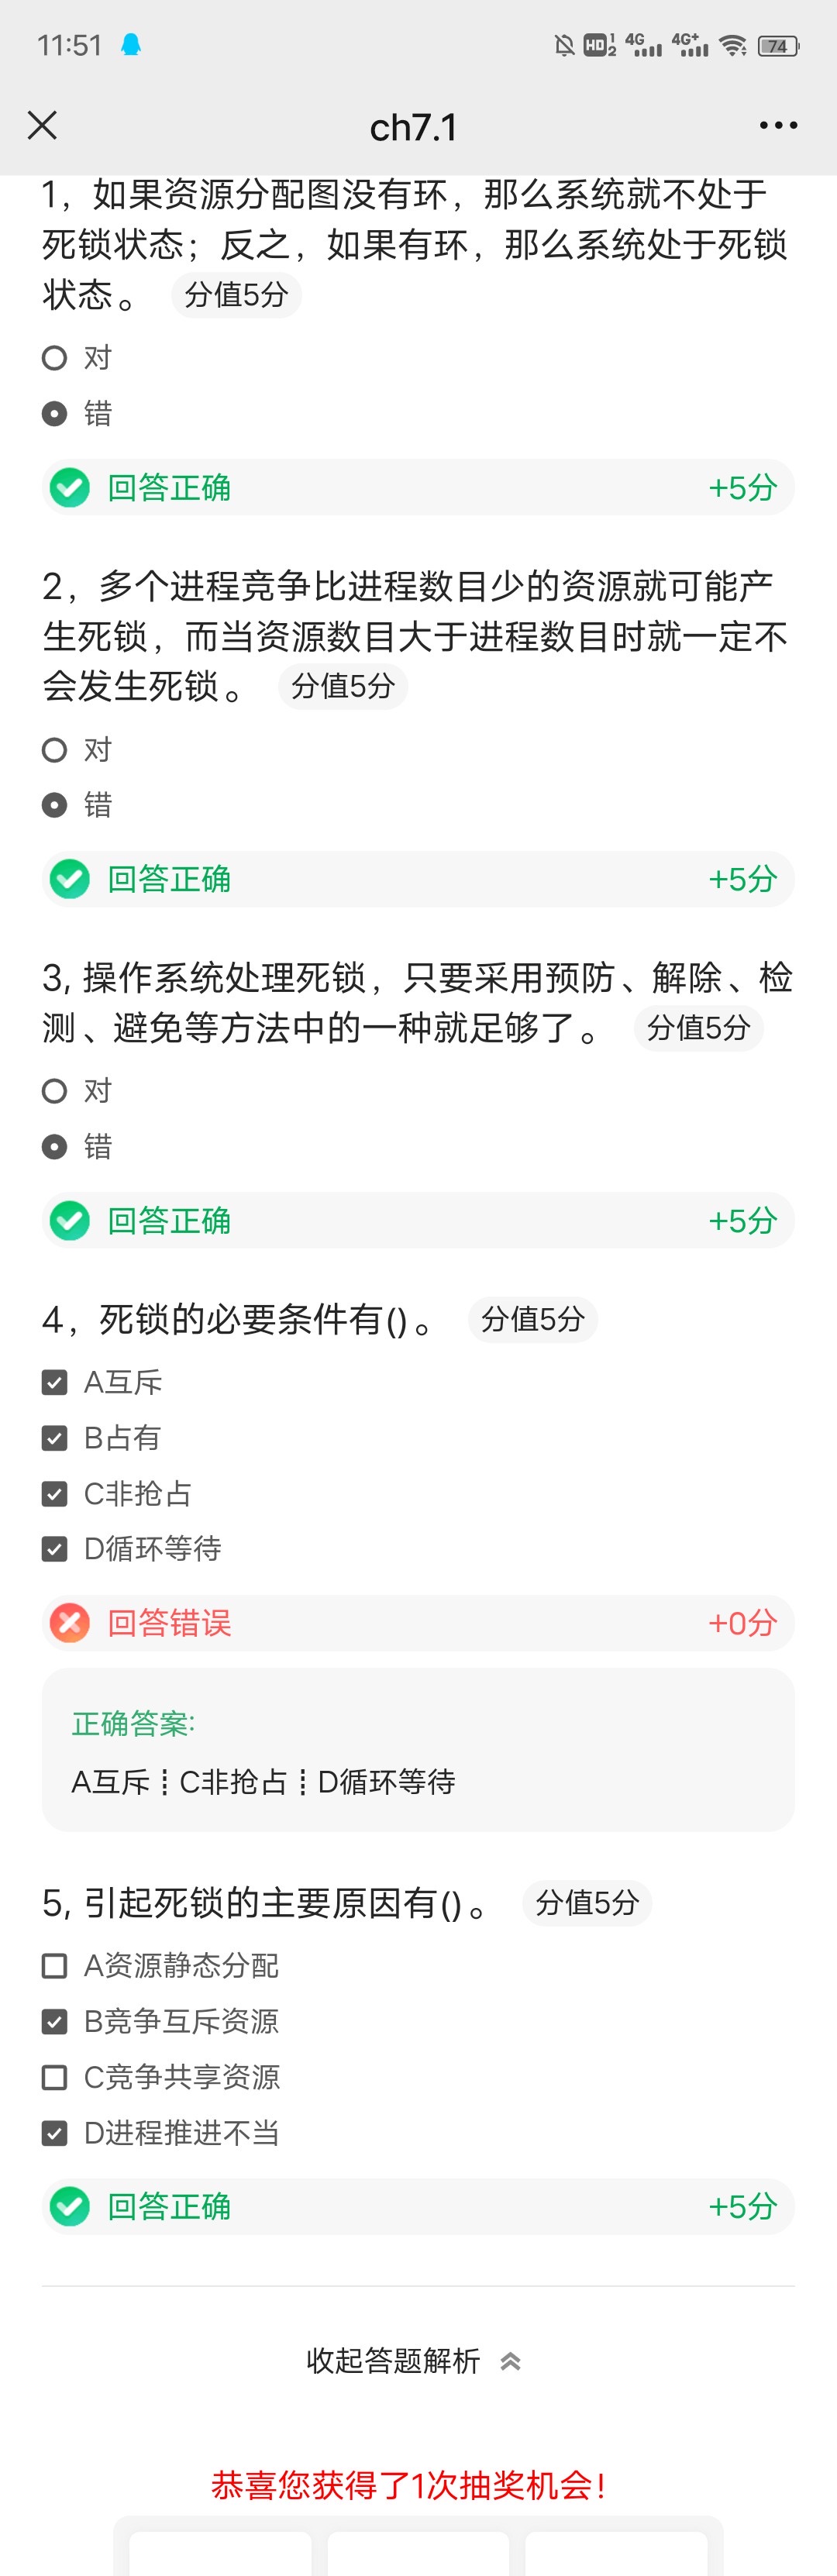 11:51 HD 1 2 4G 4G+ 74
ch7.1
1，如果资源分配图没有环，那么系统就不处于
死锁状态；反之，如果有环，那么系统处于死锁
状态。 分值5分
对
错
回答正确 +5分
2，多个进程竞争比进程数目少的资源就可能产
生死锁，而当资源数目大于进程数目时就一定不
会发生死锁。 分值5分
对
错
回答正确 +5分
3, 操作系统处理死锁，只要采用预防、解除、检
测、避免等方法中的一种就足够了。 分值5分
对
错
回答正确 +5分
4，死锁的必要条件有()。 分值5分
A互斥
B占有
C非抢占
D循环等待
回答错误 +0分
正确答案:
A互斥┋C非抢占┋D循环等待
5, 引起死锁的主要原因有()。 分值5分
A资源静态分配
B竞争互斥资源
C竞争共享资源
D进程推进不当
回答正确 +5分
收起答题解析
恭喜您获得了1次抽奖机会！